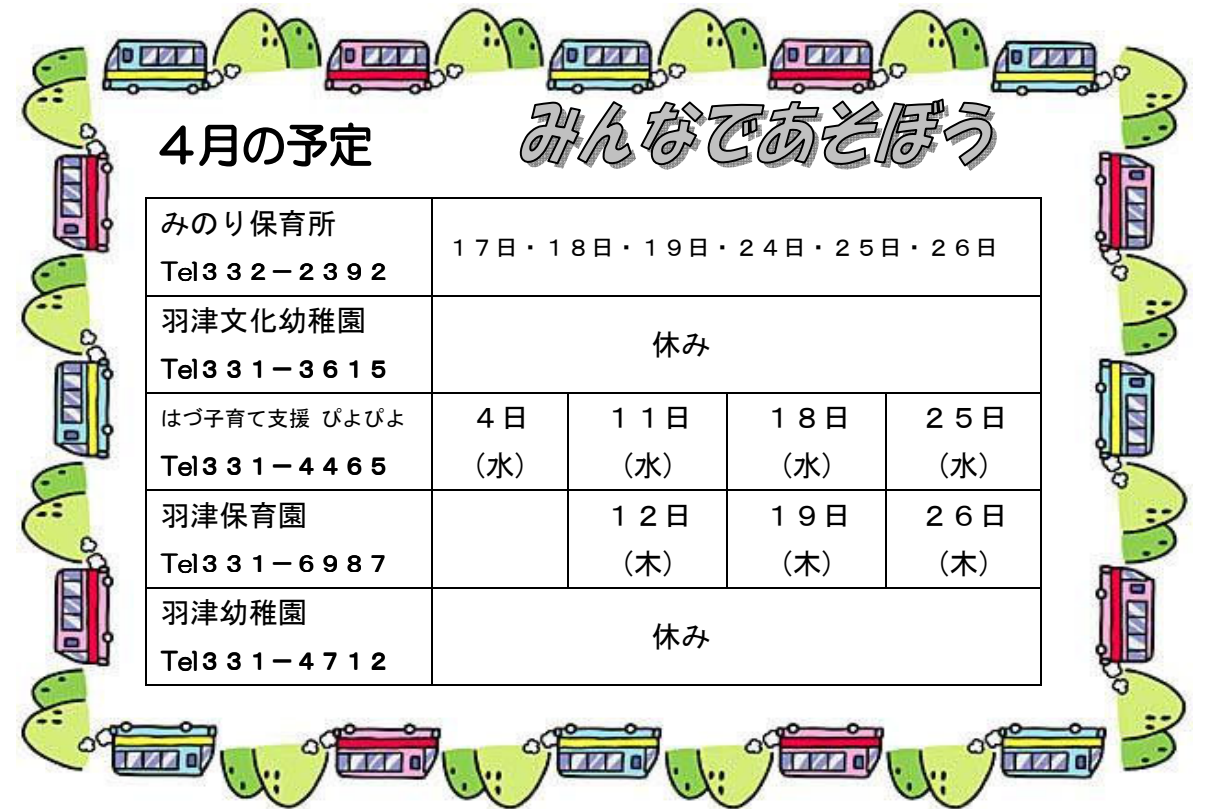 ４月の予定
みんなであそぼう
みのり保育所
Tel３３２－２３９２
１７日・１８日・１９日・２４日・２５日・２６日
羽津文化幼稚園
Tel３３１－３６１５
休み
はづ子育て支援 ぴよぴよ
Tel３３１－４４６５
４日 １１日 １８日 ２５日
（水） （水） （水） （水）
羽津保育園
Tel３３１－６９８７
１２日 １９日 ２６日
（木） （木） （木）
羽津幼稚園
Tel３３１－４７１２
休み